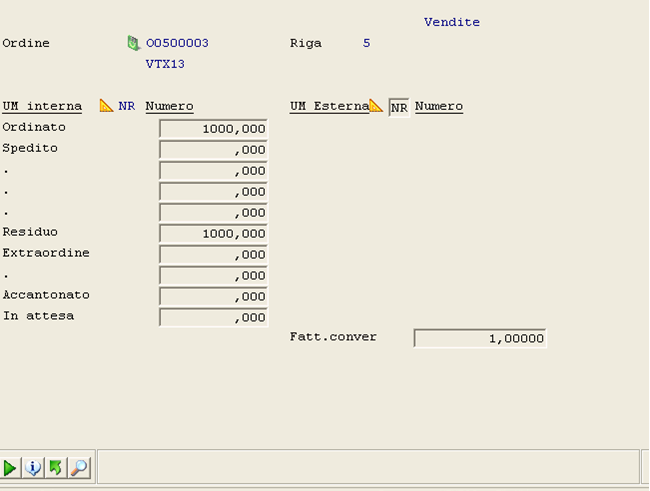 Vendite
Ordine OO500003 Riga 5
VTX13
UM interna NR Numero UM Esterna NR Numero
Ordinato 1000,000
Spedito ,000
. ,000
. ,000
. ,000
Residuo 1000,000
Extraordine ,000
. ,000
Accantonato ,000
In attesa ,000
Fatt.conver 1,00000